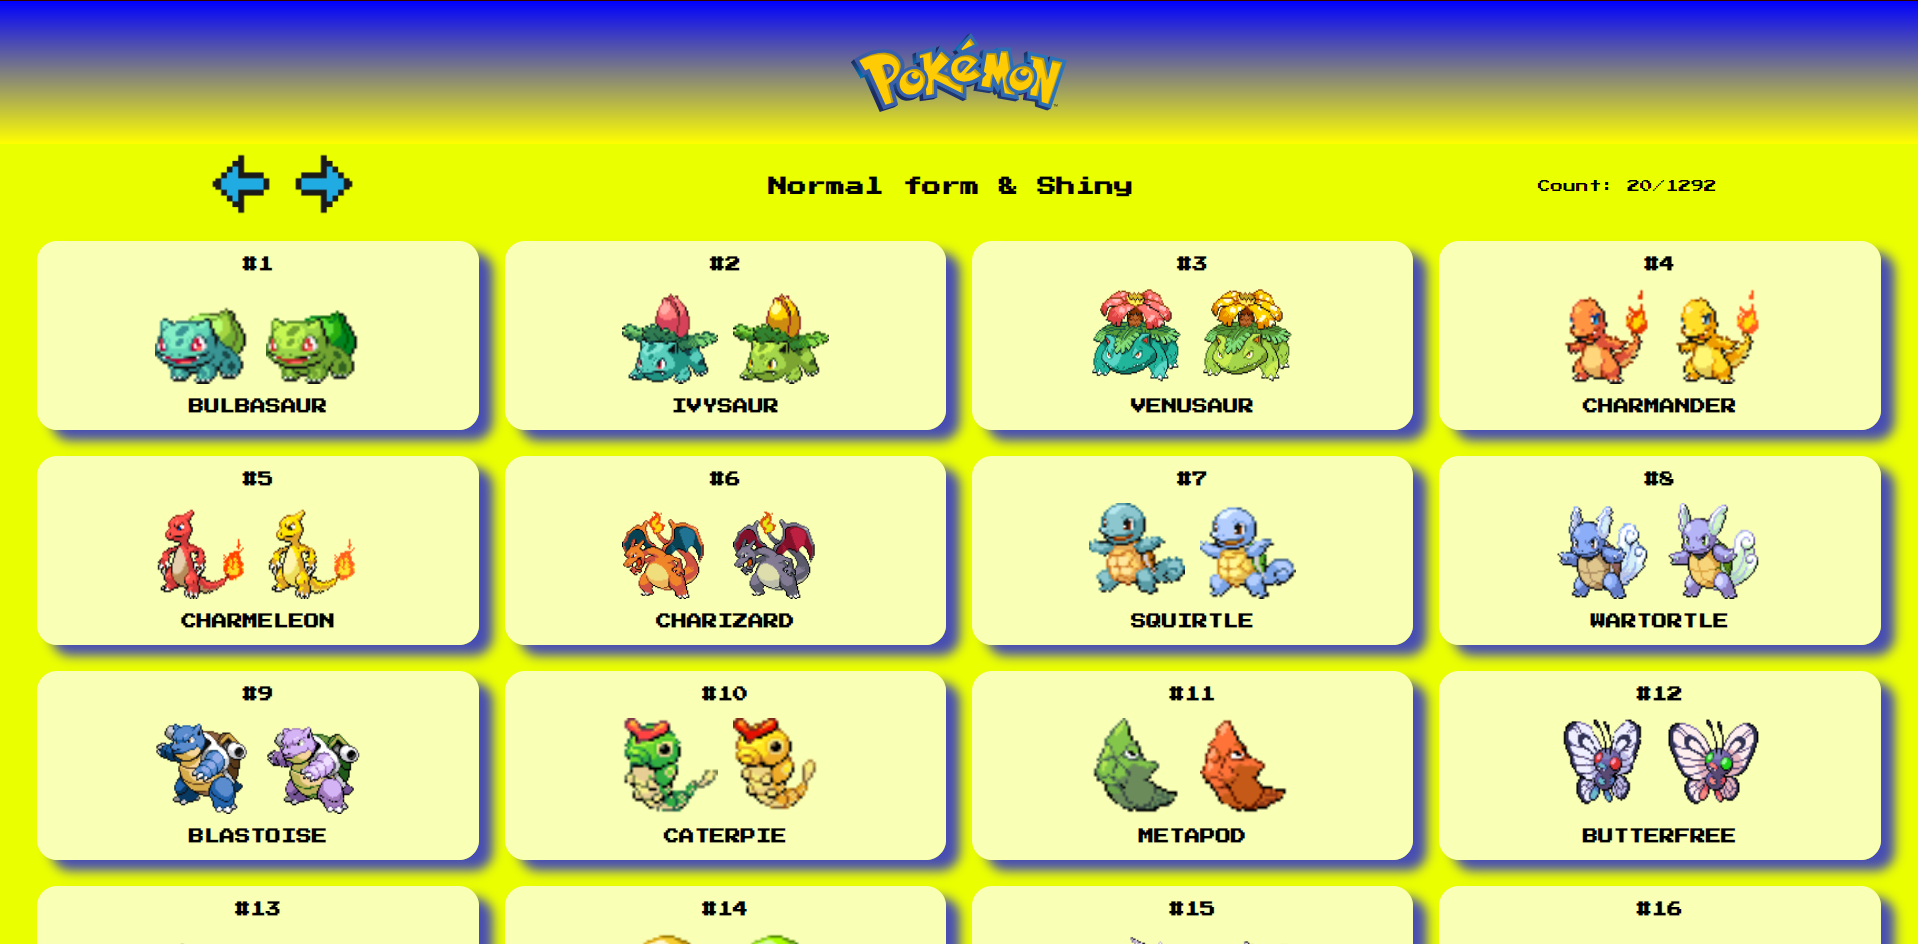 Pokémon
Normal form & Shiny
Count: 20/1292
#1
BULBASAUR
#2
IVYSAUR
#3
VENUSAUR
#4
CHARMANDER
#5
CHARMELEON
#6
CHARIZARD
#7
SQUIRTLE
#8
WARTORTLE
#9
BLASTOISE
#10
CATERPIE
#11
METAPOD
#12
BUTTERFREE
#13
#14
#15
#16